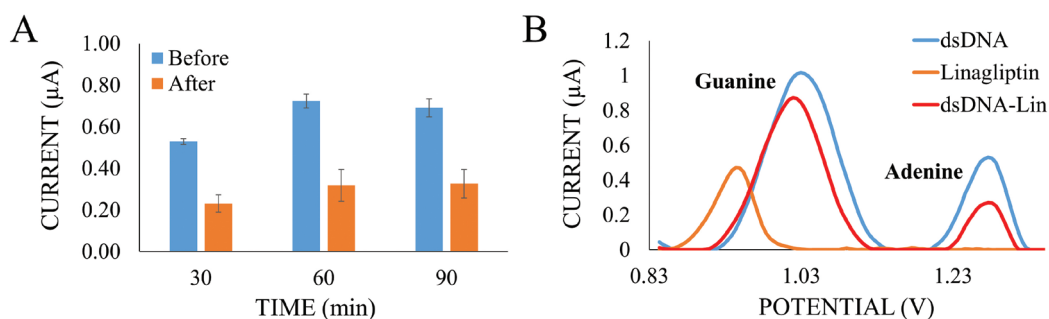 A
Before
After
CURRENT (µA)
1.00
0.80
0.60
0.40
0.20
0.00
30
60
90
TIME (min)
B
dsDNA
Linagliptin
dsDNA-Lin
Guanine
Adenine
CURRENT (µA)
1.2
1
0.8
0.6
0.4
0.2
0
0.83
1.03
1.23
POTENTIAL (V)